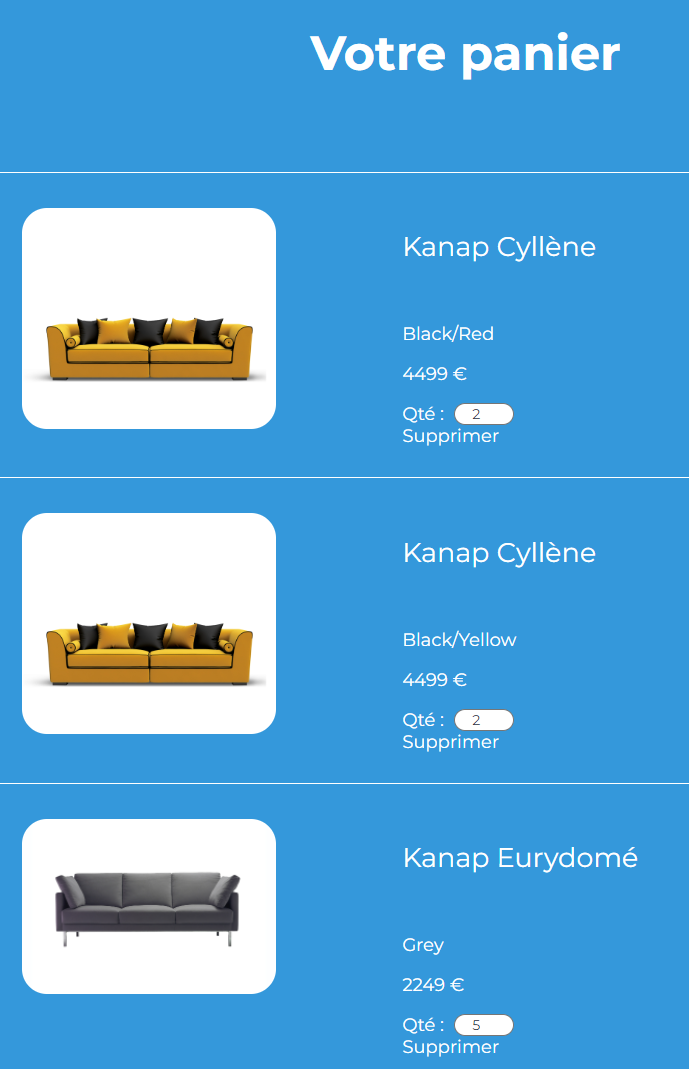 Votre panier
Kanap Cyllène
Black/Red
4499 €
Qté : 2
Supprimer
Kanap Cyllène
Black/Yellow
4499 €
Qté : 2
Supprimer
Kanap Eurydomé
Grey
2249 €
Qté : 5
Supprimer